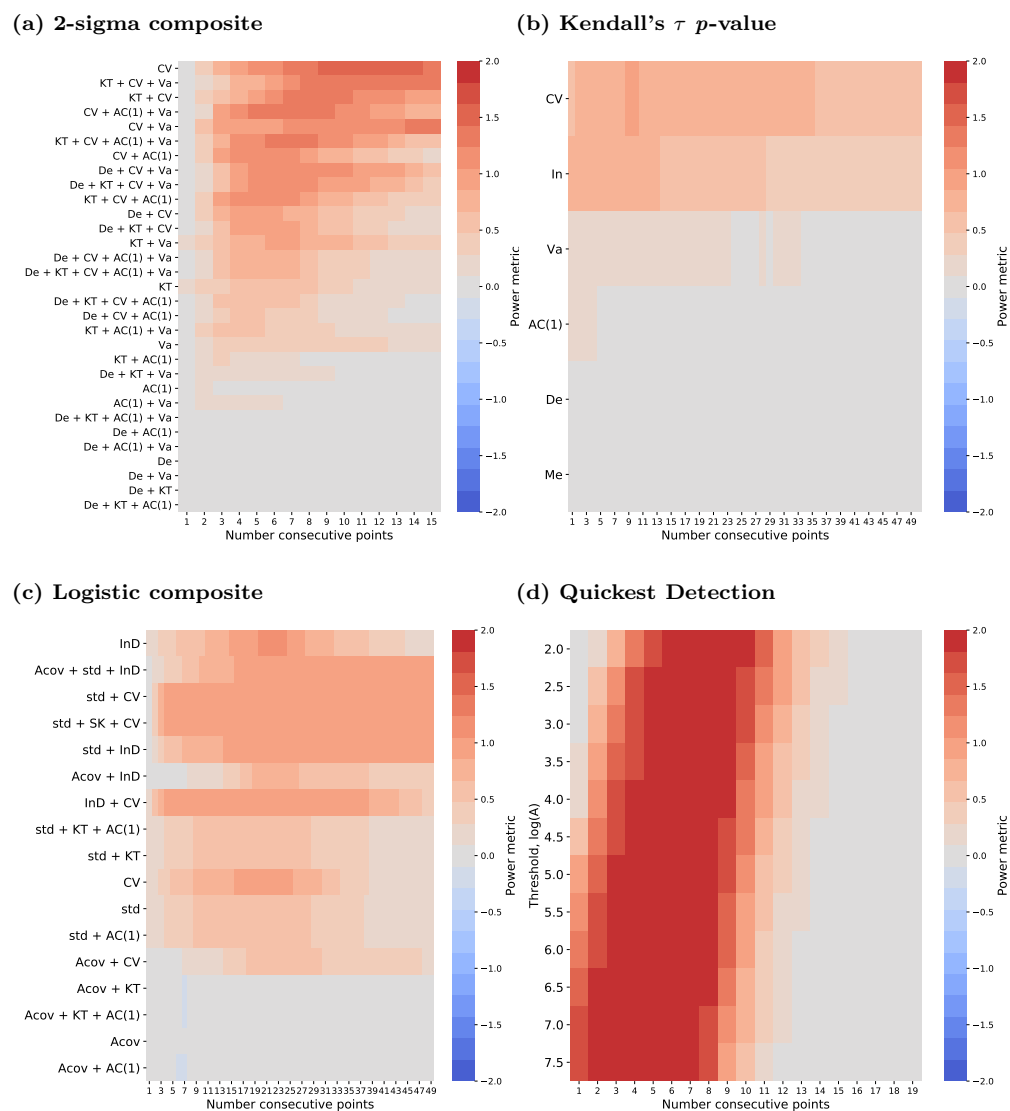 (a) 2-sigma composite
CV
KT + CV + Va
KT + CV
CV + AC(1) + Va
CV + Va
KT + CV + AC(1) + Va
CV + AC(1)
De + CV + Va
De + KT + CV + Va
KT + CV + AC(1)
De + CV
De + KT + CV
KT + Va
De + CV + AC(1) + Va
De + KT + CV + AC(1) + Va
KT
De + KT + CV + AC(1)
De + CV + AC(1)
KT + AC(1) + Va
Va
KT + AC(1)
De + KT + Va
AC(1)
AC(1) + Va
De + KT + AC(1) + Va
De + AC(1)
De + AC(1) + Va
De
De + Va
De + KT
De + KT + AC(1)
1 2 3 4 5 6 7 8 9 10 11 12 13 14 15
Number consecutive points
2.0
1.5
1.0
0.5
0.0
−0.5
−1.0
−1.5
−2.0
Power metric
(b) Kendall's τ p-value
CV
In
Va
AC(1)
De
Me
1 3 5 7 9 11 13 15 17 19 21 23 25 27 29 31 33 35 37 39 41 43 45 47 49
Number consecutive points
2.0
1.5
1.0
0.5
0.0
−0.5
−1.0
−1.5
−2.0
Power metric
(c) Logistic composite
InD
Acov + std + InD
std + CV
std + SK + CV
std + InD
Acov + InD
InD + CV
std + KT + AC(1)
std + KT
CV
std
std + AC(1)
Acov + CV
Acov + KT
Acov + KT + AC(1)
Acov
Acov + AC(1)
1 3 5 7 9 11 13 15 17 19 21 23 25 27 29 31 33 35 37 39 41 43 45 47 49
Number consecutive points
2.0
1.5
1.0
0.5
0.0
−0.5
−1.0
−1.5
−2.0
Power metric
(d) Quickest Detection
Threshold, log(A)
2.0
2.5
3.0
3.5
4.0
4.5
5.0
5.5
6.0
6.5
7.0
7.5
1 2 3 4 5 6 7 8 9 10 11 12 13 14 15 16 17 18 19
Number consecutive points
2.0
1.5
1.0
0.5
0.0
−0.5
−1.0
−1.5
−2.0
Power metric